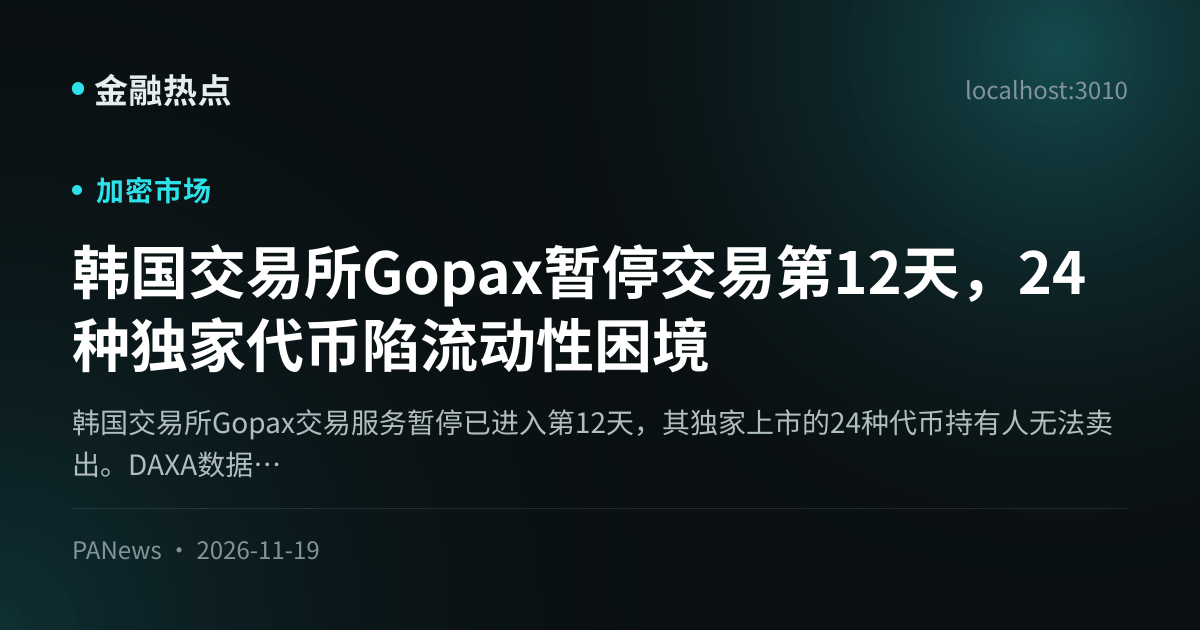 金融热点
localhost:3010
加密市场
韩国交易所Gopax暂停交易第12天，24
种独家代币陷流动性困境
韩国交易所Gopax交易服务暂停已进入第12天，其独家上市的24种代币持有人无法卖
出。DAXA数据…
PANews • 2026-11-19